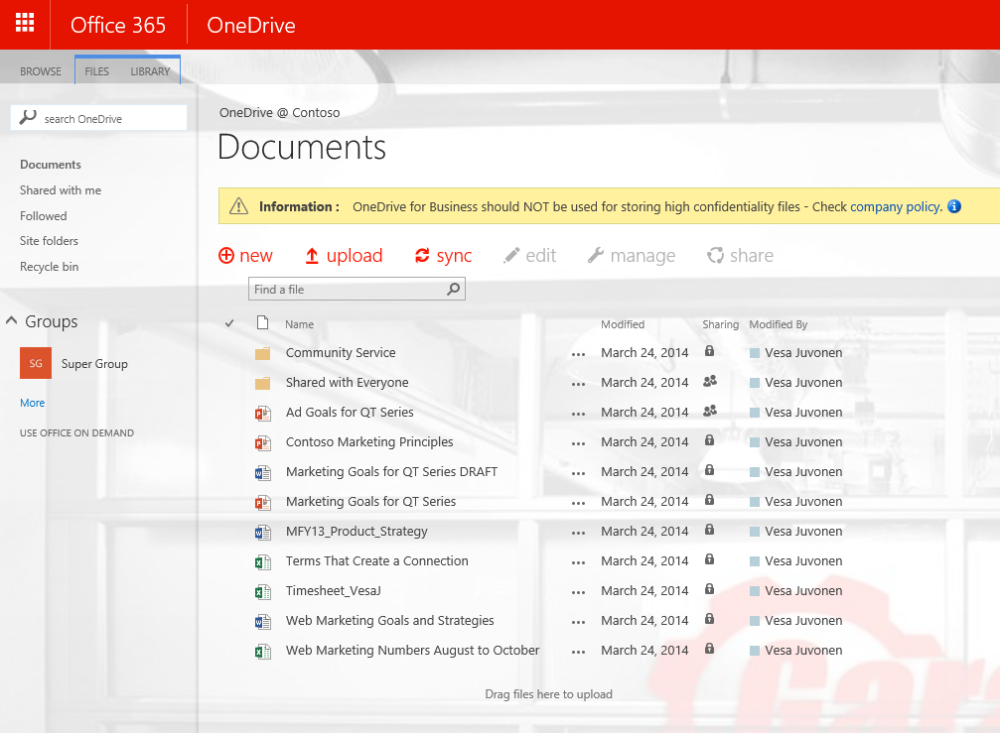 Office 365 OneDrive
BROWSE FILES LIBRARY
search OneDrive
Documents
Shared with me
Followed
Site folders
Recycle bin
Groups
SG Super Group
More
USE OFFICE ON DEMAND
OneDrive @ Contoso
Documents
Information : OneDrive for Business should NOT be used for storing high confidentiality files - Check company policy.
new upload sync edit manage share
Find a file
Name Modified Sharing Modified By
Community Service ... March 24, 2014 Vesa Juvonen
Shared with Everyone ... March 24, 2014 Vesa Juvonen
Ad Goals for QT Series ... March 24, 2014 Vesa Juvonen
Contoso Marketing Principles ... March 24, 2014 Vesa Juvonen
Marketing Goals for QT Series DRAFT ... March 24, 2014 Vesa Juvonen
Marketing Goals for QT Series ... March 24, 2014 Vesa Juvonen
MFY13_Product_Strategy ... March 24, 2014 Vesa Juvonen
Terms That Create a Connection ... March 24, 2014 Vesa Juvonen
Timesheet_VesaJ ... March 24, 2014 Vesa Juvonen
Web Marketing Goals and Strategies ... March 24, 2014 Vesa Juvonen
Web Marketing Numbers August to October ... March 24, 2014 Vesa Juvonen
Drag files here to upload